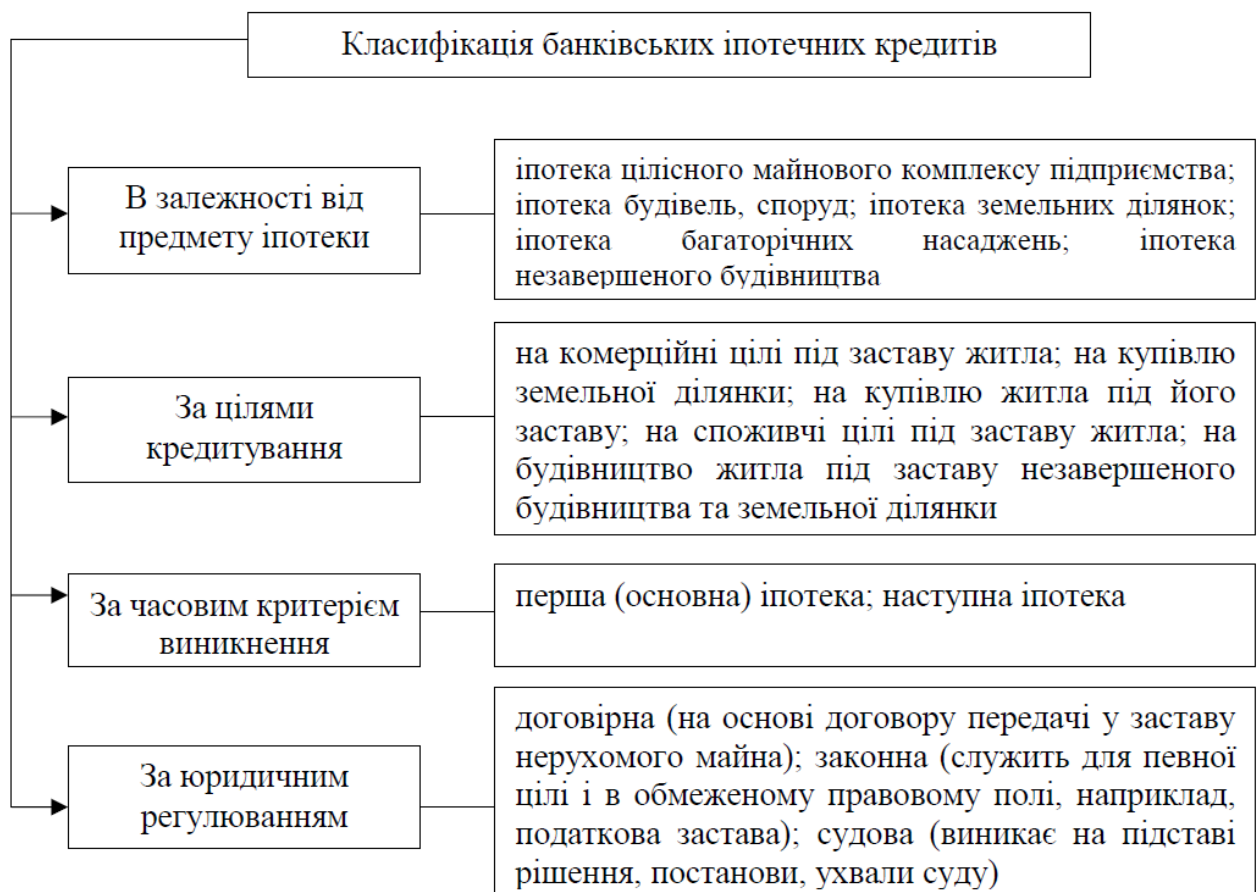 Класифікація банківських іпотечних кредитів
В залежності від
предмету іпотеки
іпотека цілісного майнового комплексу підприємства;
іпотека будівель, споруд; іпотека земельних ділянок;
іпотека багаторічних насаджень; іпотека
незавершеного будівництва
За цілями
кредитування
на комерційні цілі під заставу житла; на купівлю
земельної ділянки; на купівлю житла під його
заставу; на споживчі цілі під заставу житла; на
будівництво житла під заставу незавершеного
будівництва та земельної ділянки
За часовим критерієм
виникнення
перша (основна) іпотека; наступна іпотека
За юридичним
регулюванням
договірна (на основі договору передачі у заставу
нерухомого майна); законна (служить для певної
цілі і в обмеженому правовому полі, наприклад,
податкова застава); судова (виникає на підставі
рішення, постанови, ухвали суду)